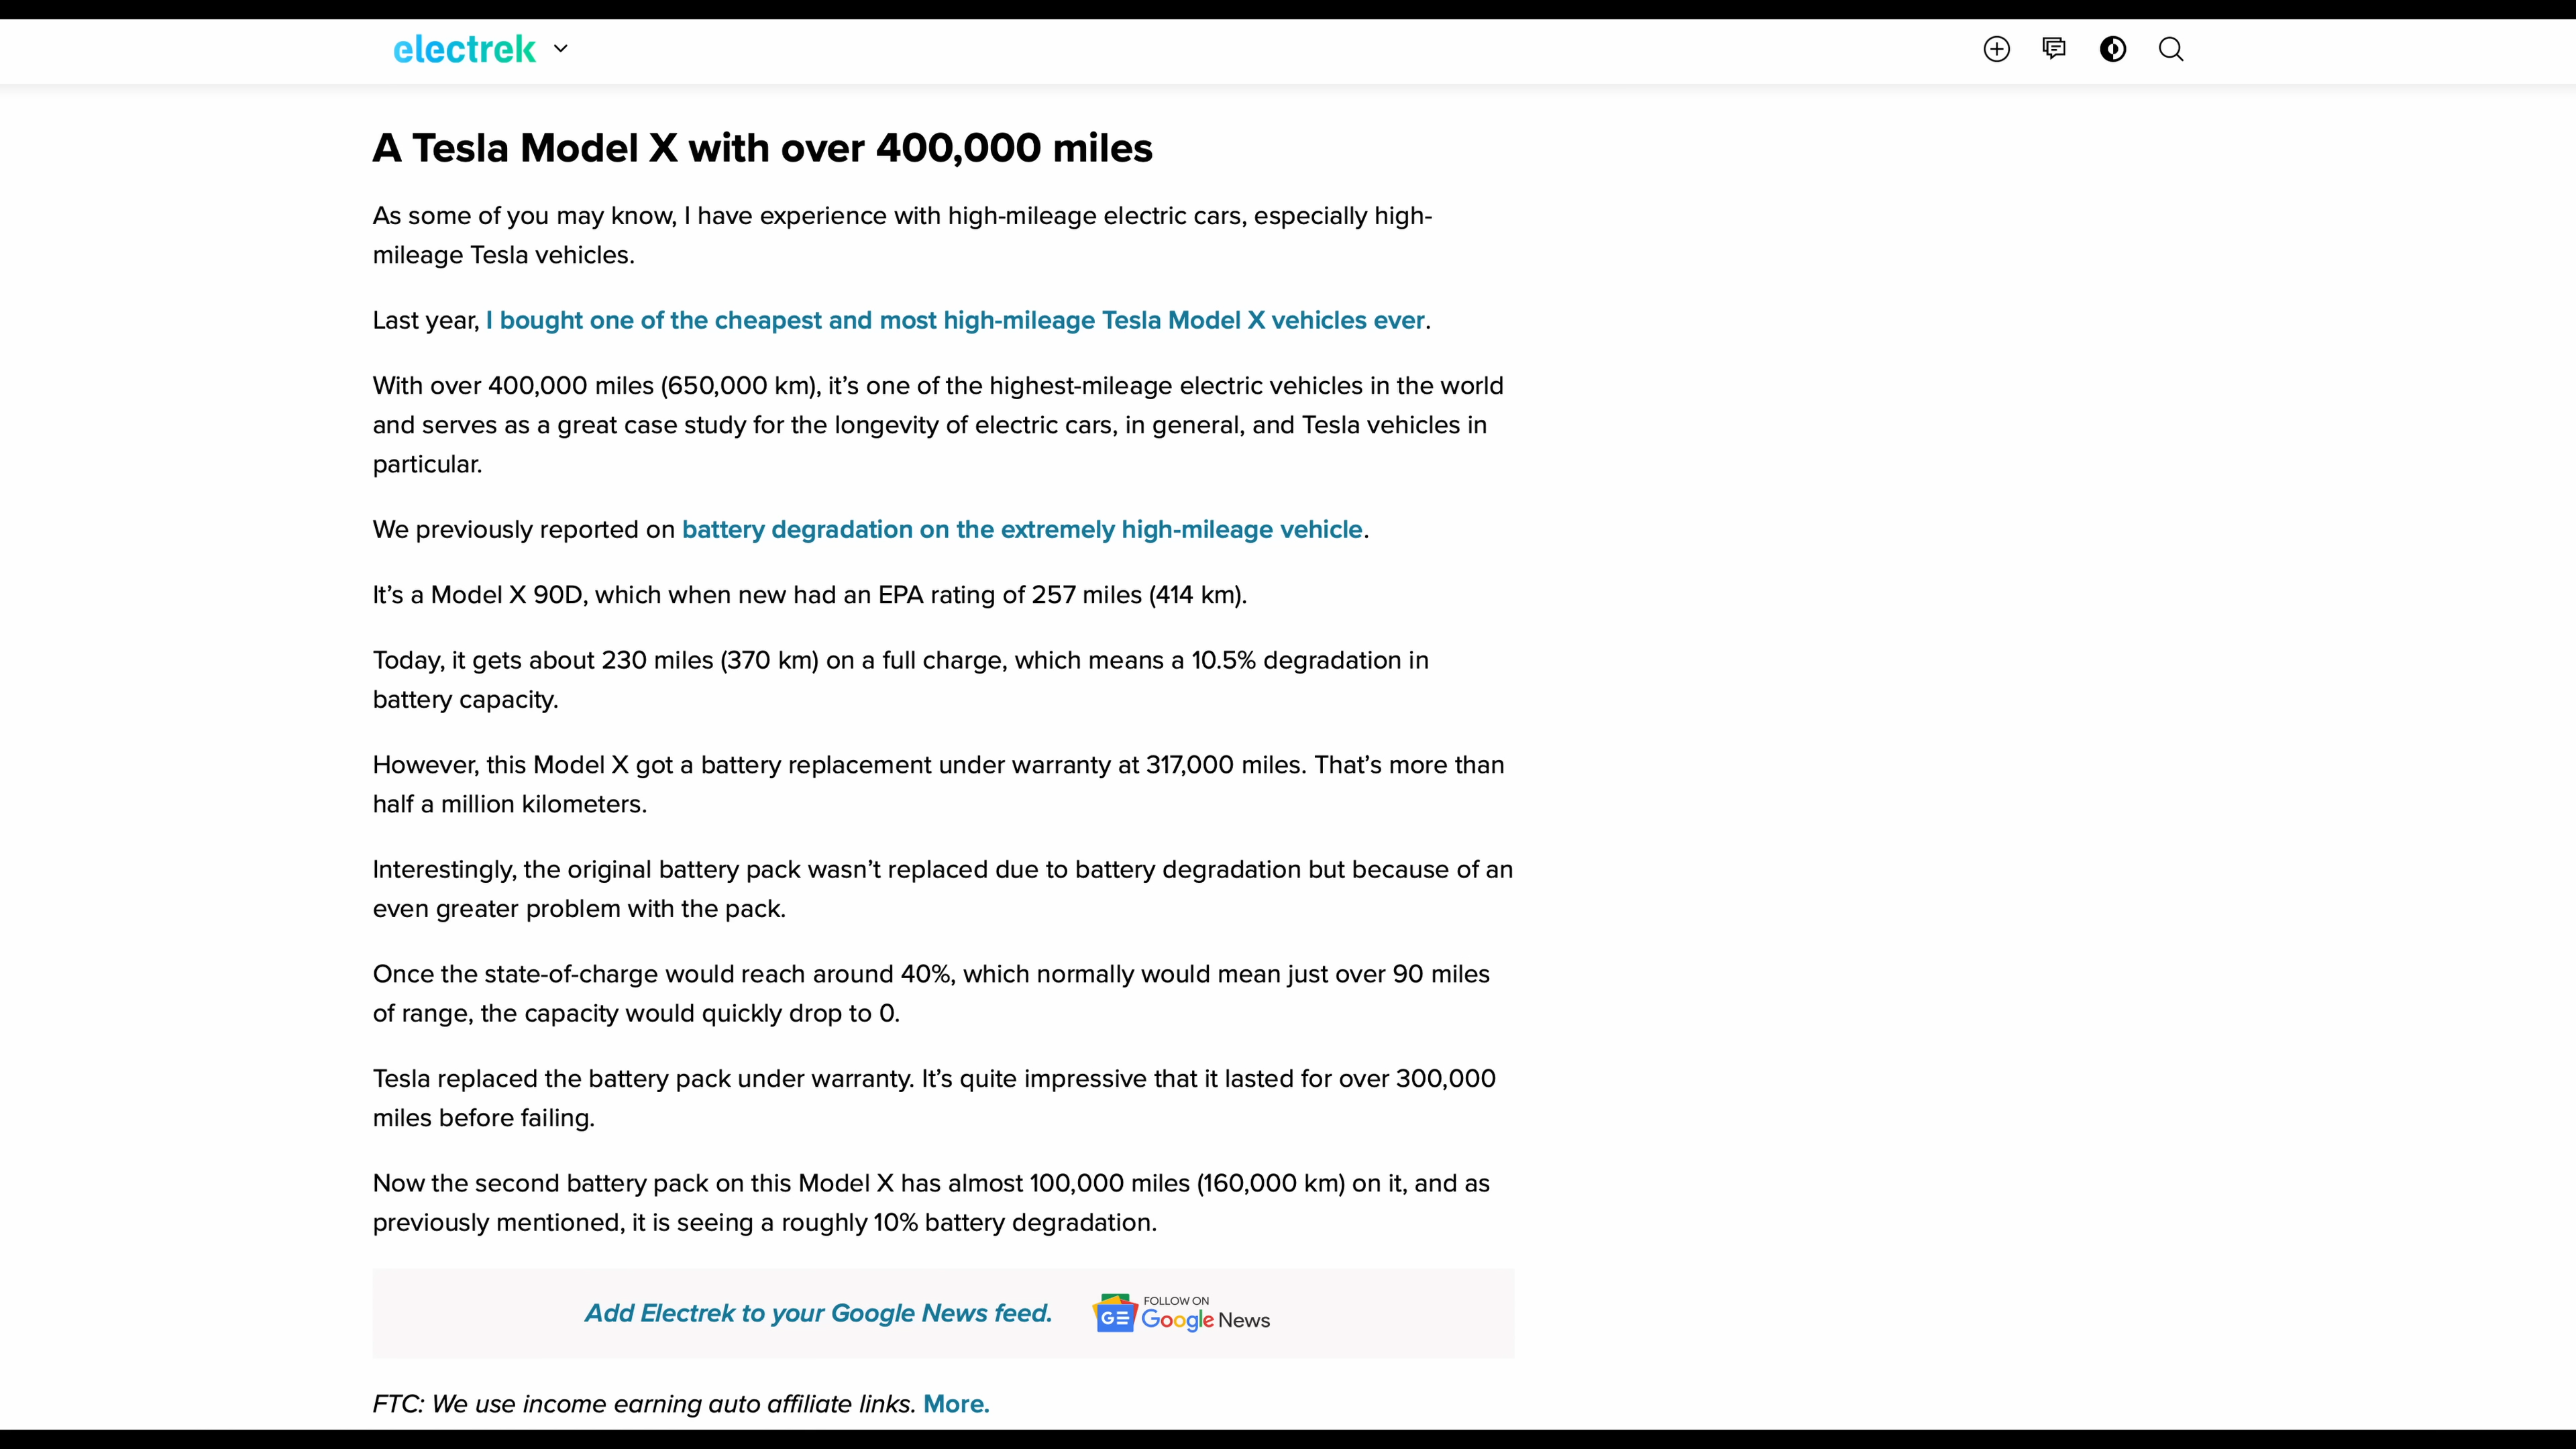 electrek
A Tesla Model X with over 400,000 miles
As some of you may know, I have experience with high-mileage electric cars, especially high-
mileage Tesla vehicles.
Last year, I bought one of the cheapest and most high-mileage Tesla Model X vehicles ever.
With over 400,000 miles (650,000 km), it’s one of the highest-mileage electric vehicles in the world
and serves as a great case study for the longevity of electric cars, in general, and Tesla vehicles in
particular.
We previously reported on battery degradation on the extremely high-mileage vehicle.
It’s a Model X 90D, which when new had an EPA rating of 257 miles (414 km).
Today, it gets about 230 miles (370 km) on a full charge, which means a 10.5% degradation in
battery capacity.
However, this Model X got a battery replacement under warranty at 317,000 miles. That’s more than
half a million kilometers.
Interestingly, the original battery pack wasn’t replaced due to battery degradation but because of an
even greater problem with the pack.
Once the state-of-charge would reach around 40%, which normally would mean just over 90 miles
of range, the capacity would quickly drop to 0.
Tesla replaced the battery pack under warranty. It’s quite impressive that it lasted for over 300,000
miles before failing.
Now the second battery pack on this Model X has almost 100,000 miles (160,000 km) on it, and as
previously mentioned, it is seeing a roughly 10% battery degradation.
Add Electrek to your Google News feed.
GE
FOLLOW ON
Google News
FTC: We use income earning auto affiliate links. More.